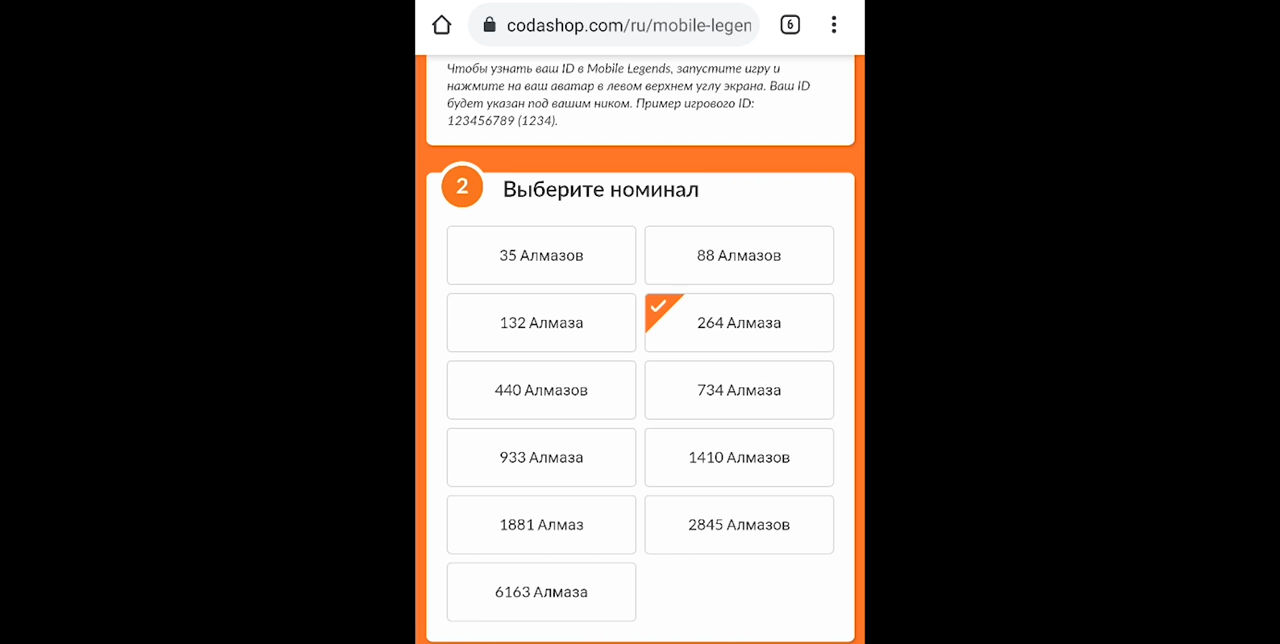 codashop.com/ru/mobile-legen
6
Чтобы узнать ваш ID в Mobile Legends, запустите игру и
нажмите на ваш аватар в левом верхнем углу экрана. Ваш ID
будет указан под вашим ником. Пример игрового ID:
123456789 (1234).
2
Выберите номинал
35 Алмазов
88 Алмазов
132 Алмаза
264 Алмаза
440 Алмазов
734 Алмаза
933 Алмаза
1410 Алмазов
1881 Алмаз
2845 Алмазов
6163 Алмаза